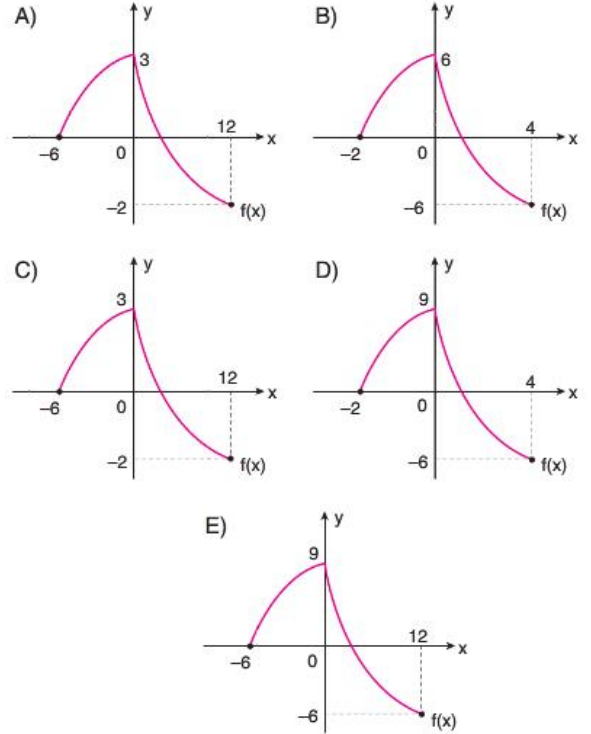 A) y B) y
3 6
12 4
x x
–6 0 –2 0
–2 f(x) –6 f(x)
C) y D) y
3 9
12 4
x x
–6 0 –2 0
–2 f(x) –6 f(x)
E) y
9
12
x
–6 0
–6 f(x)